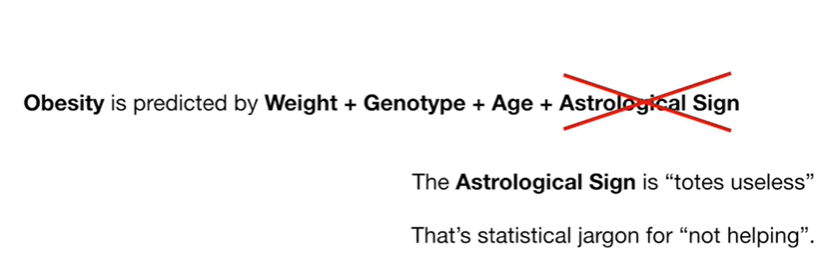 Obesity is predicted by Weight + Genotype + Age + Astrological Sign
The Astrological Sign is “totes useless”
That’s statistical jargon for “not helping”.